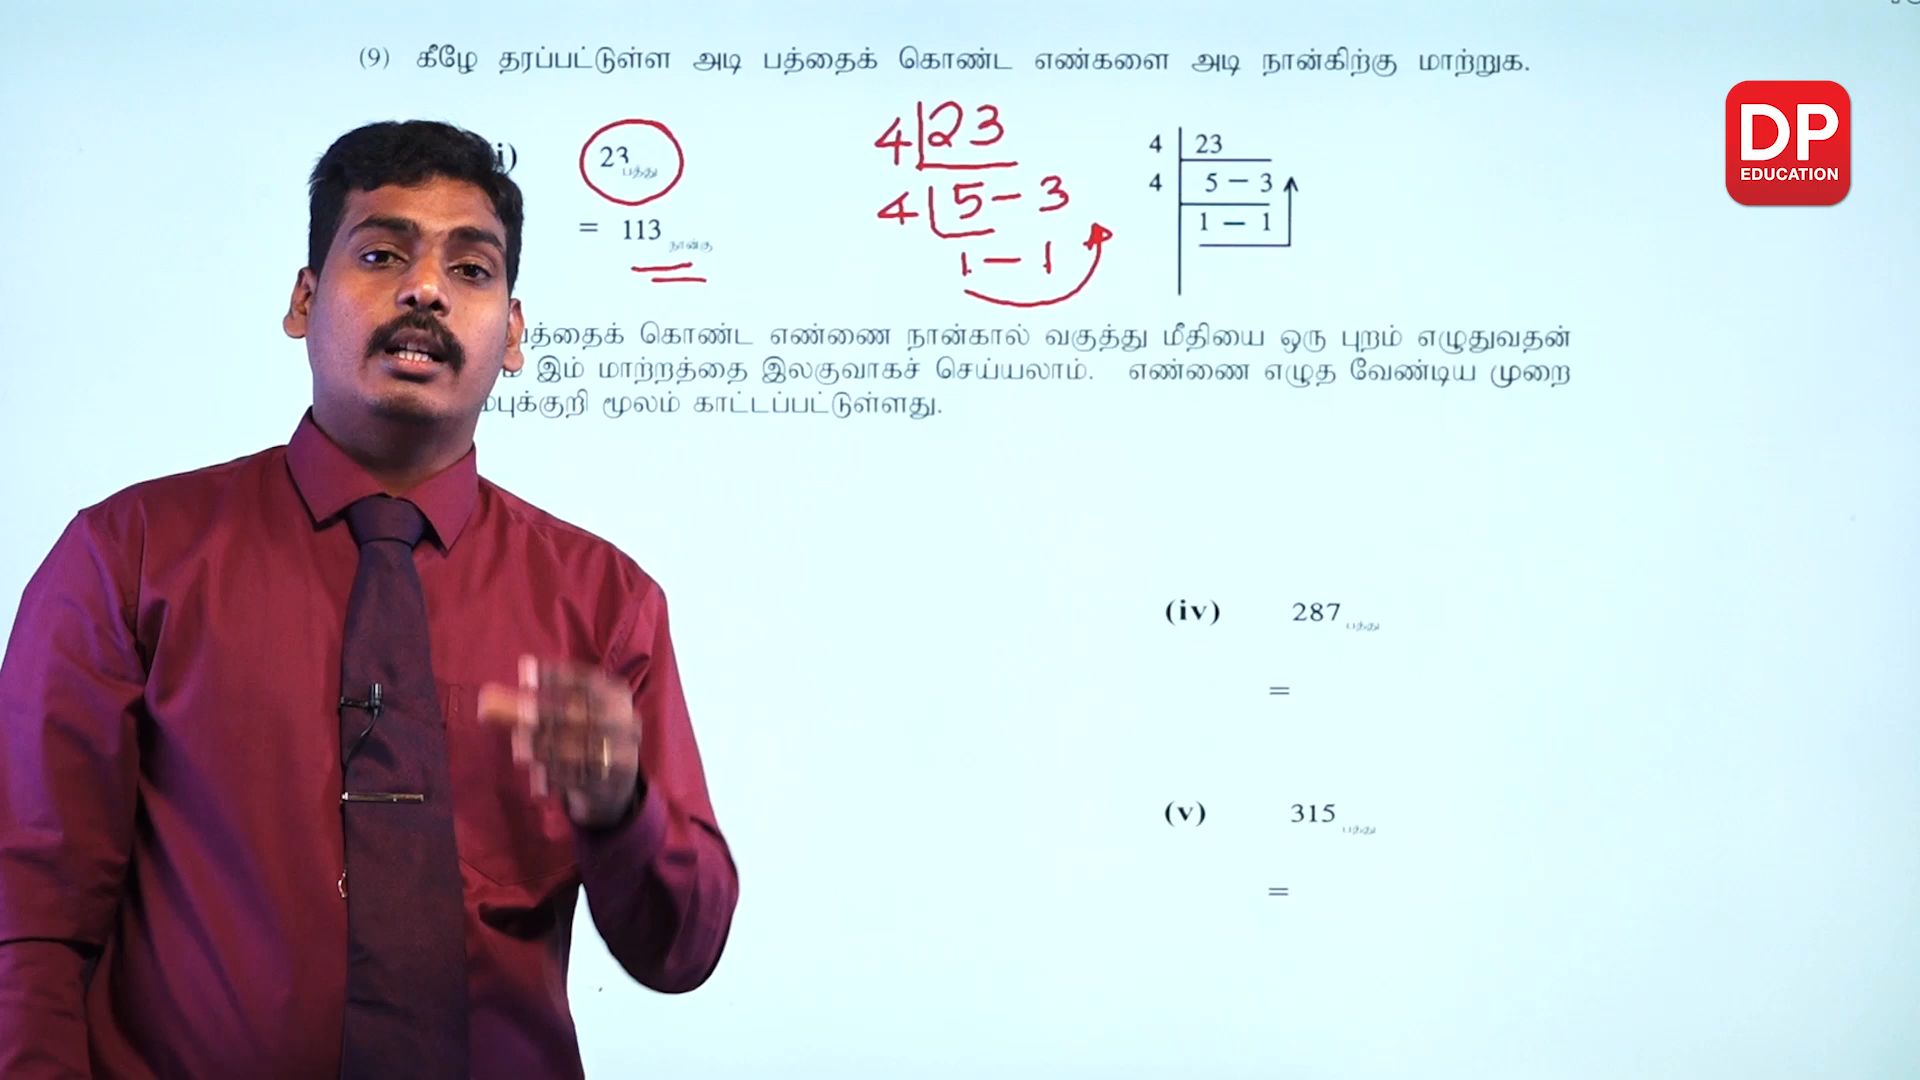 (9) கீழே தரப்பட்டுள்ள அடி பத்தைக் கொண்ட எண்களை அடி நான்கிற்கு மாற்றுக.
i) 23 பத்து
= 113 நான்கு
4 23
4 5 - 3
1 - 1
4 23
4 5 - 3
1 - 1
பத்தைக் கொண்ட எண்ணை நான்கால் வகுத்து மீதியை ஒரு புறம் எழுதுவதன்
இம் மாற்றத்தை இலகுவாகச் செய்யலாம். எண்ணை எழுத வேண்டிய முறை
மூலம் காட்டப்பட்டுள்ளது.
(iv) 287 பத்து
=
(v) 315 பத்து
=
DP
EDUCATION